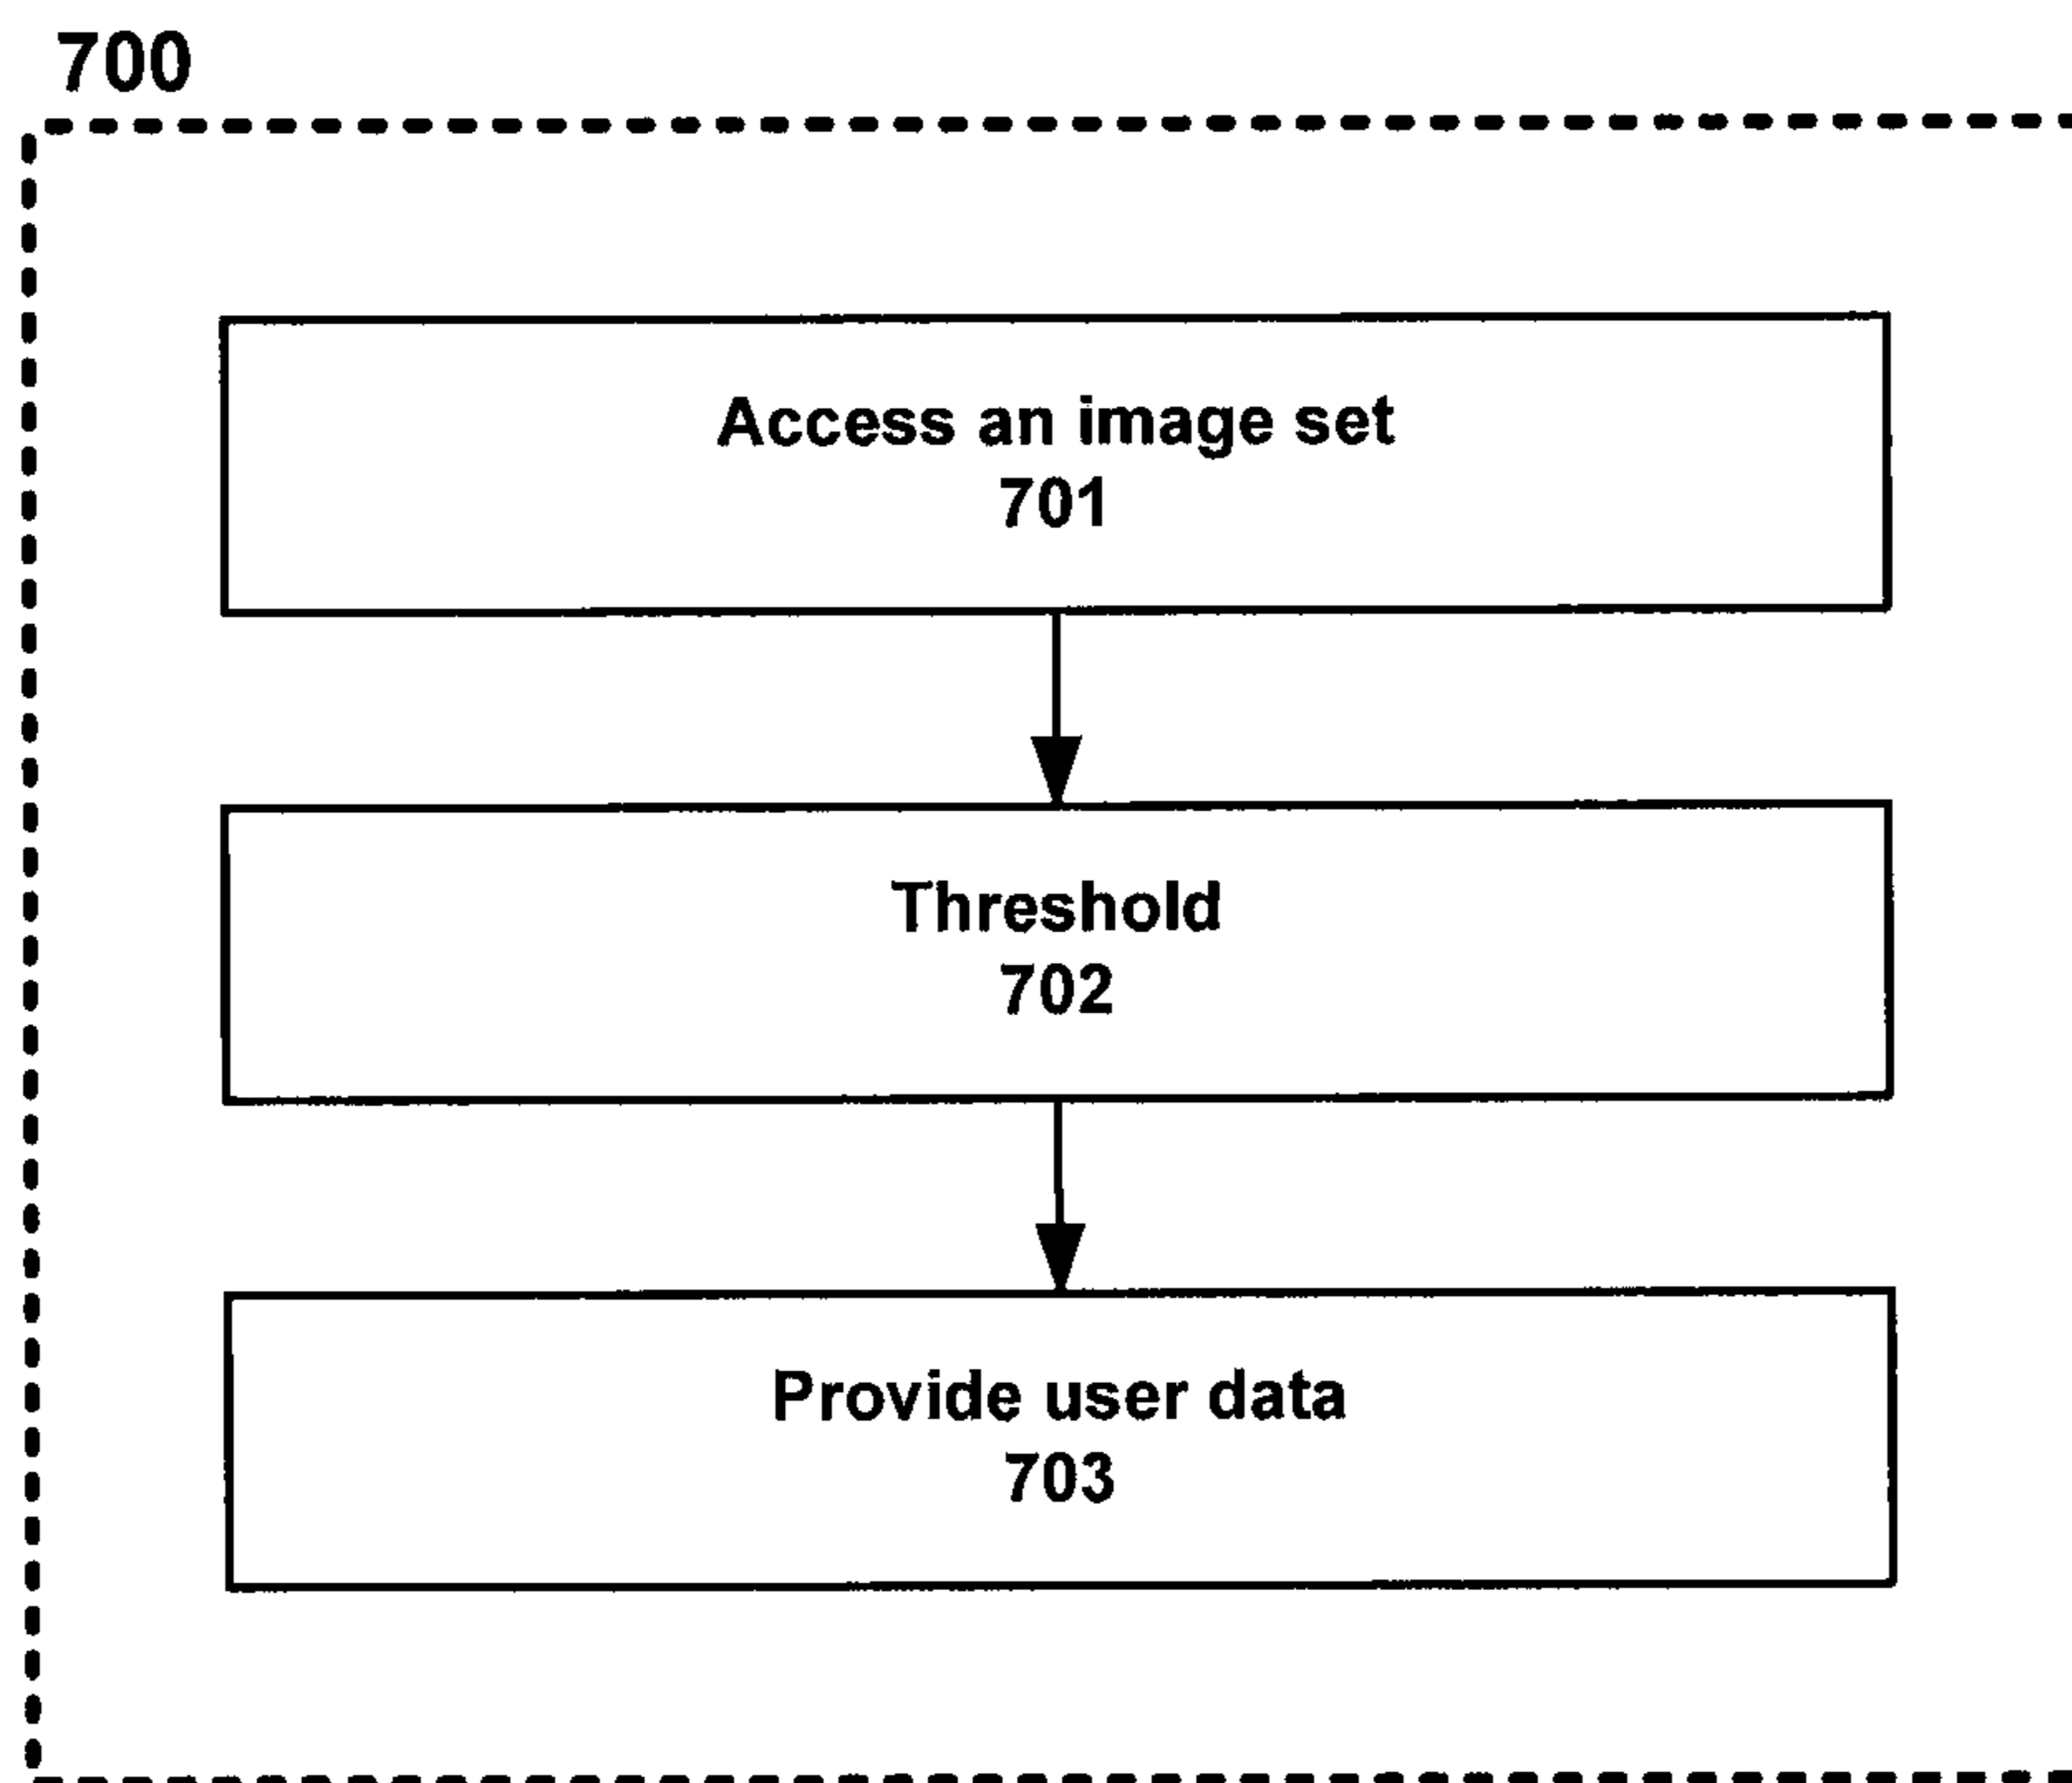 700
Access an image set
701
Threshold
702
Provide user data
703